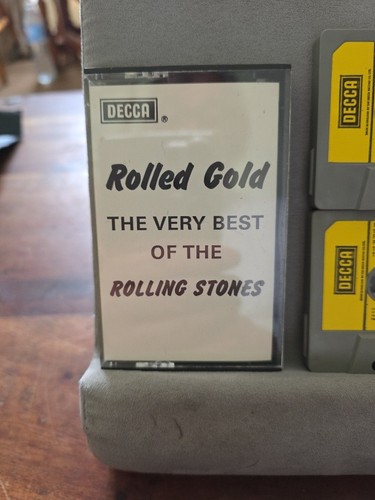 DECCA®
Rolled Gold
THE VERY BEST
OF THE
ROLLING STONES
DECCA
DECCA